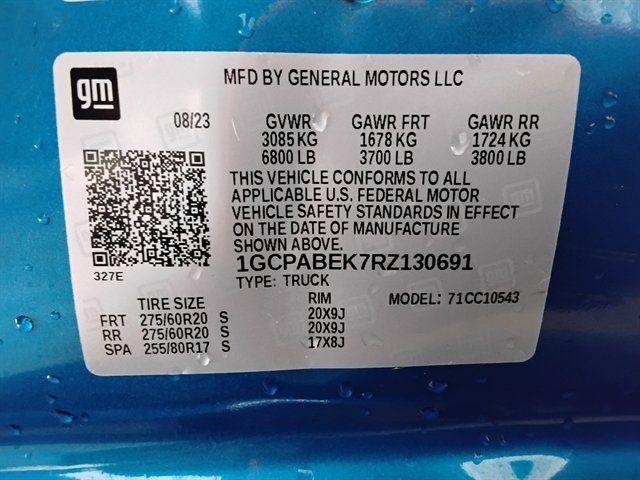 gm
MFD BY GENERAL MOTORS LLC
08/23 GVWR GAWR FRT GAWR RR
3085 KG 1678 KG 1724 KG
6800 LB 3700 LB 3800 LB
THIS VEHICLE CONFORMS TO ALL
APPLICABLE U.S. FEDERAL MOTOR
VEHICLE SAFETY STANDARDS IN EFFECT
ON THE DATE OF MANUFACTURE
SHOWN ABOVE.
1GCPABEK7RZ130691
327E
TYPE: TRUCK
TIRE SIZE RIM MODEL: 71CC10543
FRT 275/60R20 S 20X9J
RR 275/60R20 S 20X9J
SPA 255/80R17 S 17X8J